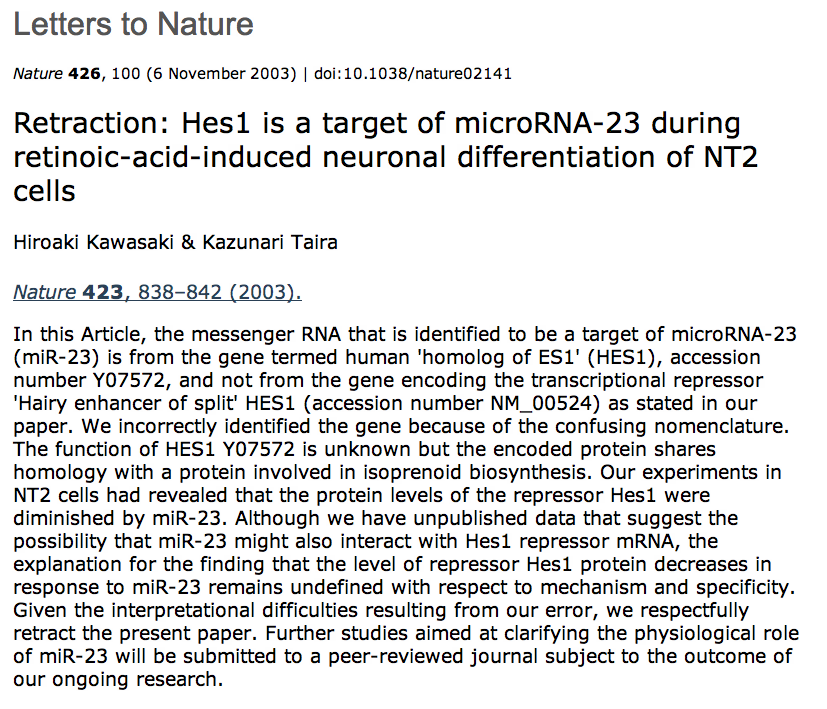 Letters to Nature
Nature 426, 100 (6 November 2003) | doi:10.1038/nature02141
Retraction: Hes1 is a target of microRNA-23 during
retinoic-acid-induced neuronal differentiation of NT2
cells
Hiroaki Kawasaki & Kazunari Taira
Nature 423, 838–842 (2003).
In this Article, the messenger RNA that is identified to be a target of microRNA-23
(miR-23) is from the gene termed human 'homolog of ES1' (HES1), accession
number Y07572, and not from the gene encoding the transcriptional repressor
'Hairy enhancer of split' HES1 (accession number NM_00524) as stated in our
paper. We incorrectly identified the gene because of the confusing nomenclature.
The function of HES1 Y07572 is unknown but the encoded protein shares
homology with a protein involved in isoprenoid biosynthesis. Our experiments in
NT2 cells had revealed that the protein levels of the repressor Hes1 were
diminished by miR-23. Although we have unpublished data that suggest the
possibility that miR-23 might also interact with Hes1 repressor mRNA, the
explanation for the finding that the level of repressor Hes1 protein decreases in
response to miR-23 remains undefined with respect to mechanism and specificity.
Given the interpretational difficulties resulting from our error, we respectfully
retract the present paper. Further studies aimed at clarifying the physiological role
of miR-23 will be submitted to a peer-reviewed journal subject to the outcome of
our ongoing research.